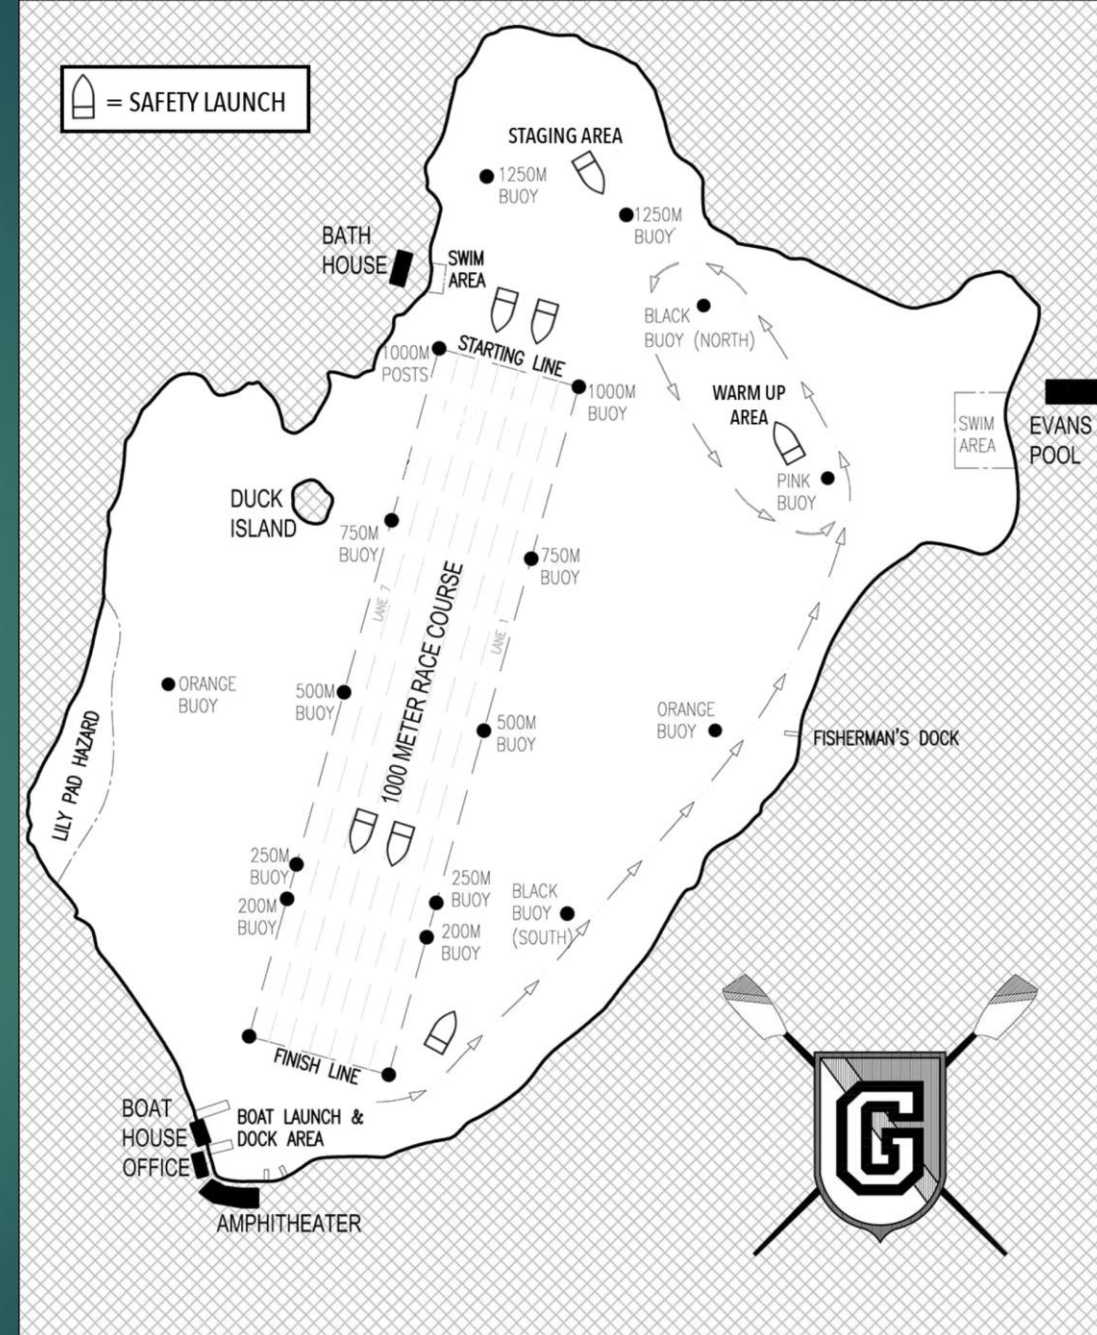 = SAFETY LAUNCH
STAGING AREA
1250M
BUOY
1250M
BUOY
BATH
HOUSE
SWIM
AREA
BLACK
BUOY (NORTH)
STARTING LINE
1000M
POSTS
1000M
BUOY
WARM UP
AREA
SWIM
AREA
EVANS
POOL
PINK
BUOY
DUCK
ISLAND
750M
BUOY
750M
BUOY
LANE 7
LANE 1
1000 METER RACE COURSE
ORANGE
BUOY
500M
BUOY
500M
BUOY
ORANGE
BUOY
FISHERMAN'S DOCK
LILY PAD HAZARD
250M
BUOY
200M
BUOY
250M
BUOY
200M
BUOY
BLACK
BUOY
(SOUTH)
FINISH LINE
BOAT
HOUSE
OFFICE
BOAT LAUNCH &
DOCK AREA
AMPHITHEATER
G